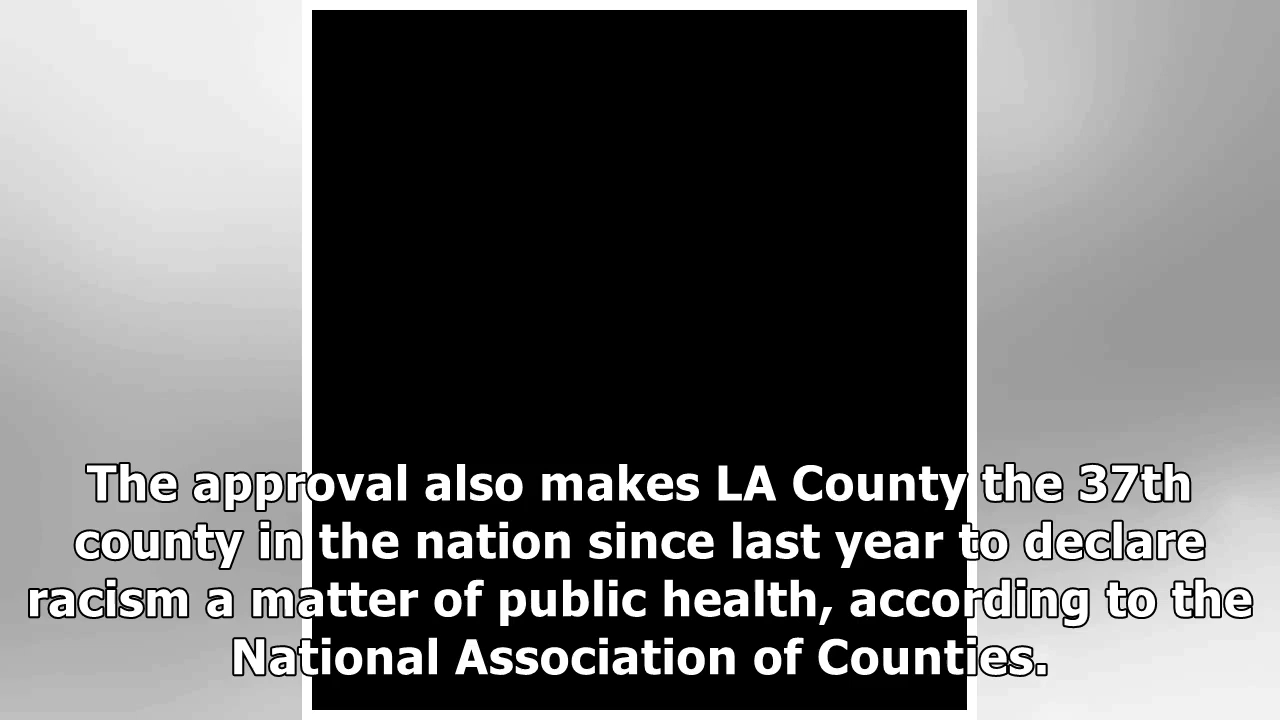 The approval also makes LA County the 37th
county in the nation since last year to declare
racism a matter of public health, according to the
National Association of Counties.